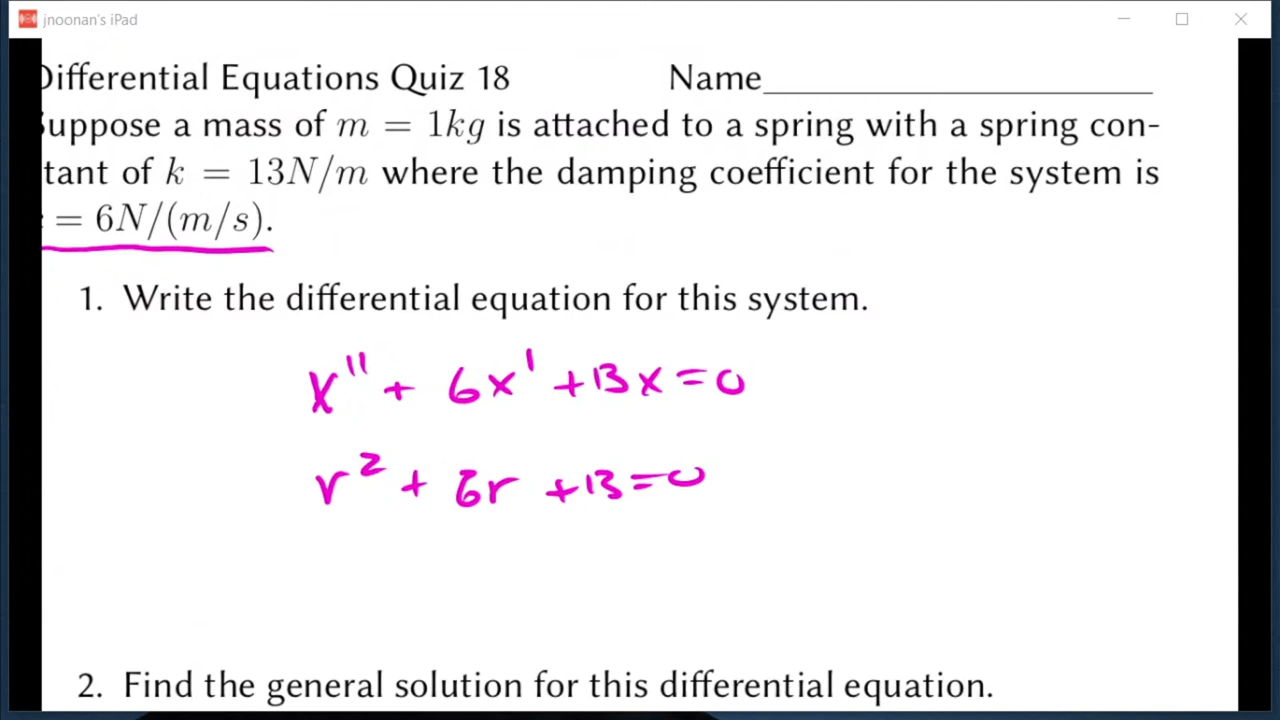 jnoonan's iPad
Differential Equations Quiz 18 Name
Suppose a mass of m = 1kg is attached to a spring with a spring con-
tant of k = 13N/m where the damping coefficient for the system is
= 6N/(m/s).
1. Write the differential equation for this system.
x'' + 6x' + 13x = 0
r² + 6r + 13 = 0
2. Find the general solution for this differential equation.